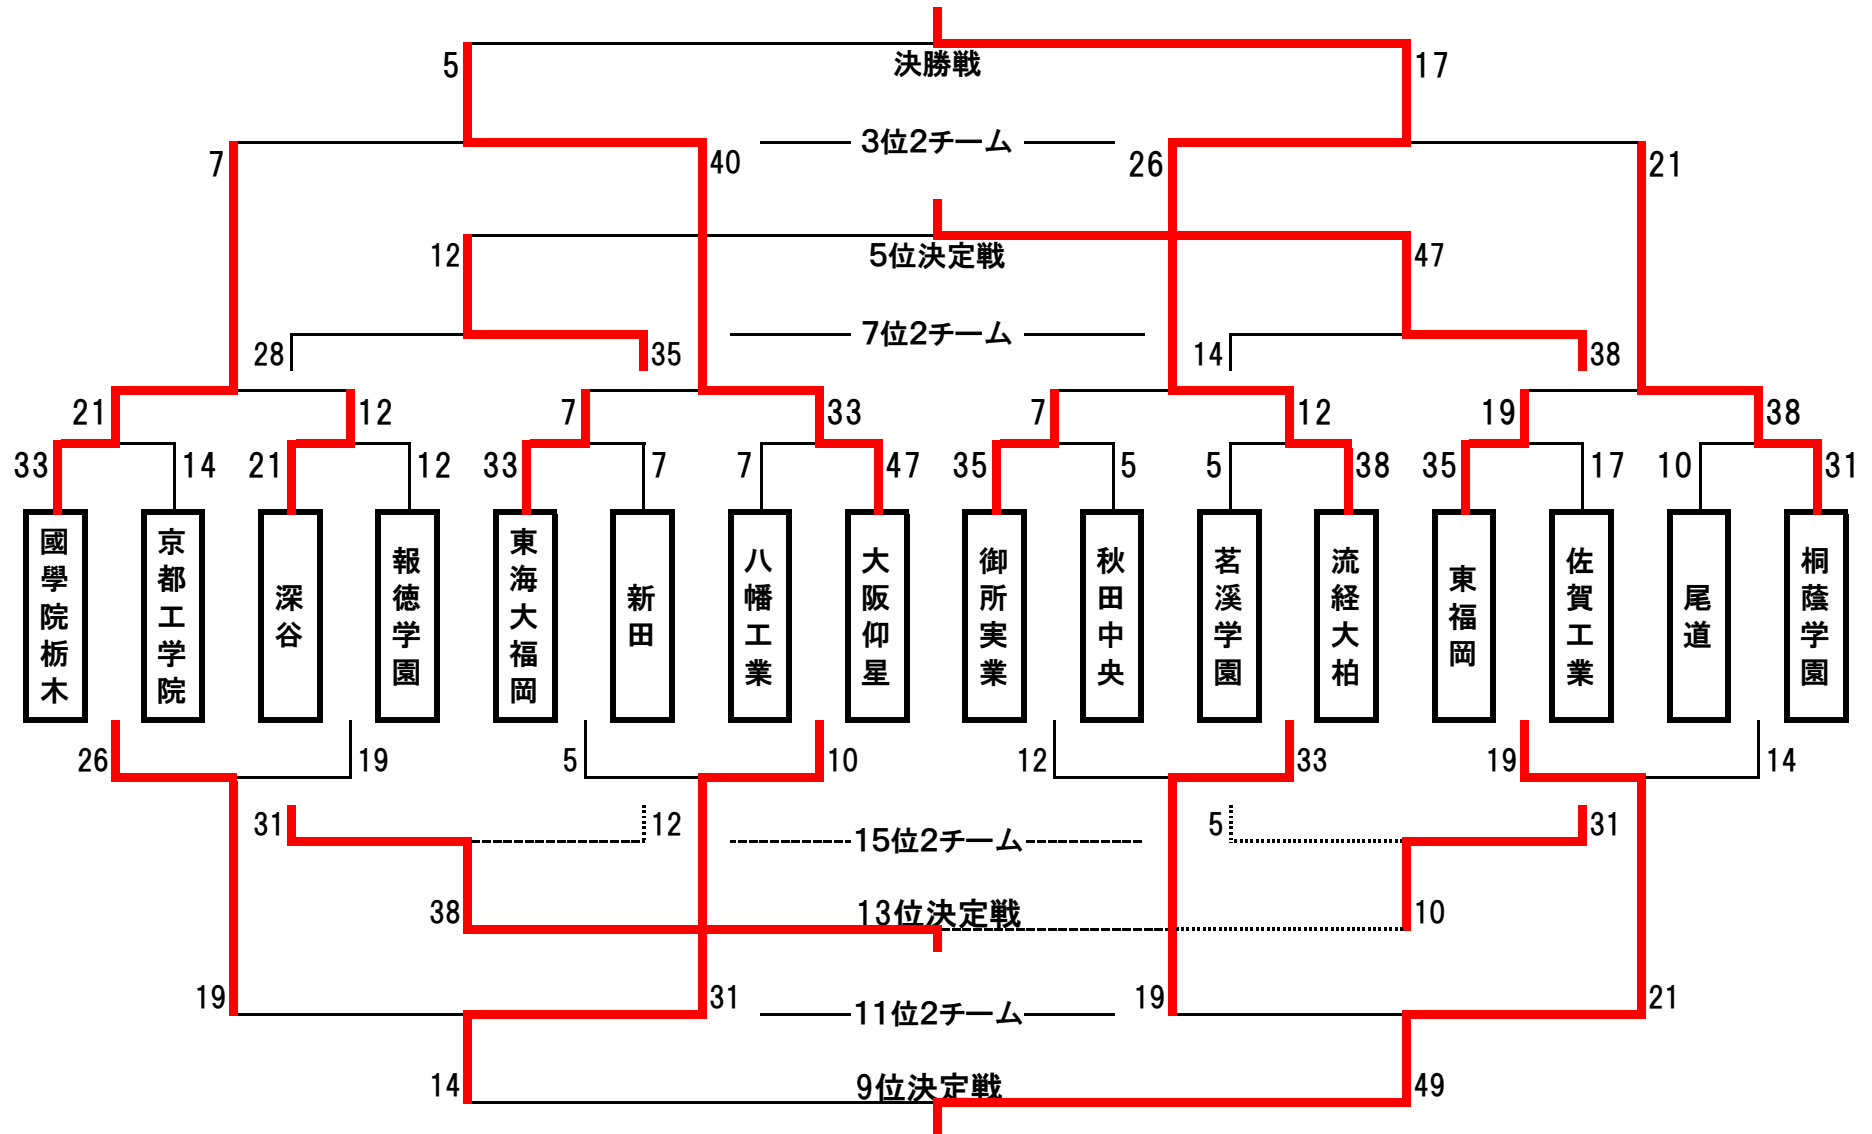 5 決勝戦 17
7 40 3位2チーム 26 21
12 5位決定戦 47
28 35 7位2チーム 14 38
21 12 7 33 7 12 19 38
33 14 21 12 33 7 7 47 35 5 5 38 35 17 10 31
國學院栃木
京都工学院
深谷
報徳学園
東海大福岡
新田
八幡工業
大阪仰星
御所実業
秋田中央
茗溪学園
流経大柏
東福岡
佐賀工業
尾道
桐蔭学園
26 19 5 10 12 33 19 14
31 12 15位2チーム 5 31
38 13位決定戦 10
19 31 11位2チーム 19 21
14 9位決定戦 49